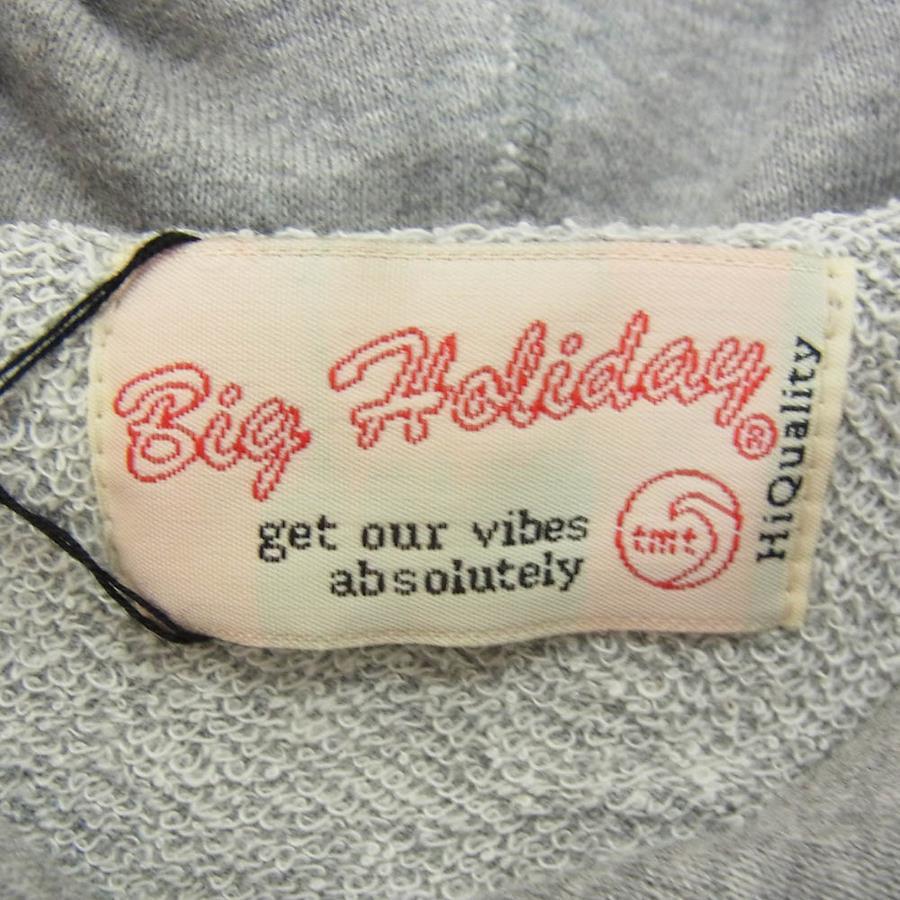 Big Holiday®
get our vibes
absolutely
tmt
HiQuality